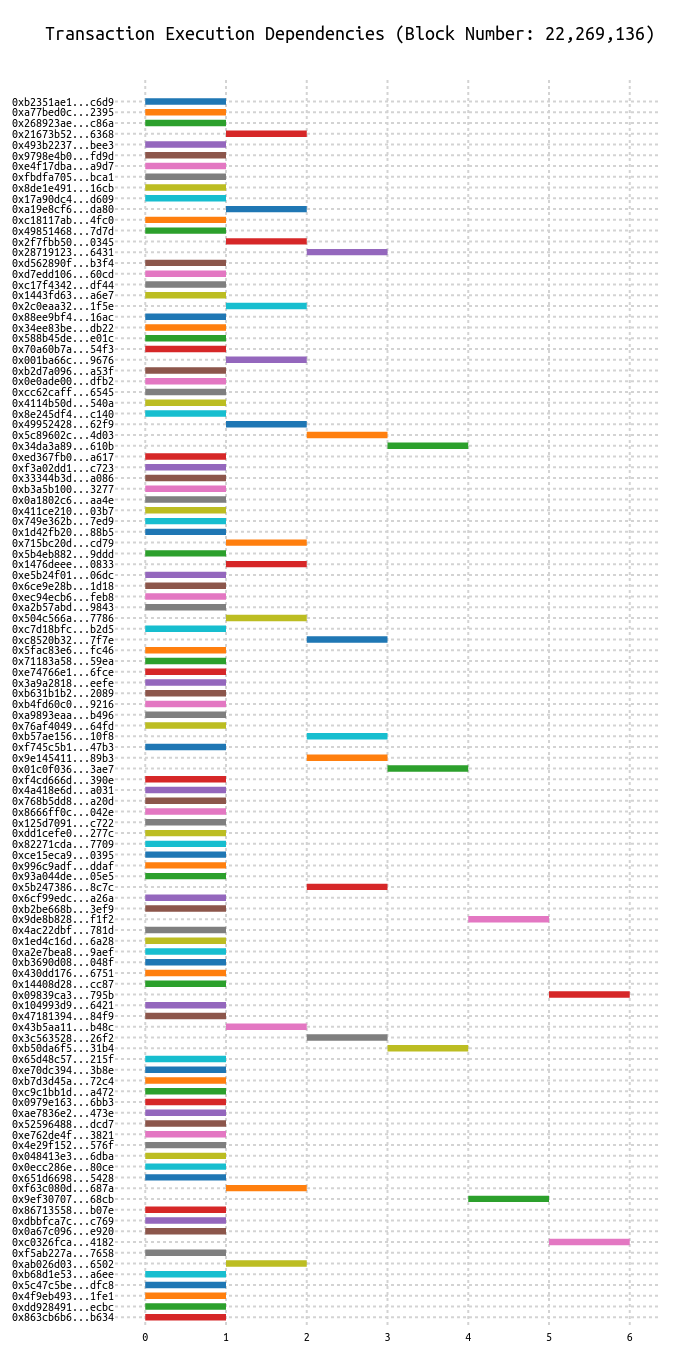 Transaction Execution Dependencies (Block Number: 22,269,136)
0xb2351ae1...c6d9
0xa77bed0c...2395
0x268923ae...c86a
0x21673b52...6368
0x493b2237...bee3
0x9798e4b0...fd9d
0xe4f17dba...a9d7
0xfbdfa705...bca1
0x8de1e491...16cb
0x17a90dc4...d609
0xa19e8cf6...da80
0xc18117ab...4fc0
0x49851468...7d7d
0x2f7fbb50...0345
0x28719123...6431
0xd562890f...b3f4
0xd7edd106...60cd
0xc17f4342...df44
0x1443fd63...a6e7
0x2c0eaa32...1f5e
0x88ee9bf4...16ac
0x34ee83be...db22
0x588b45de...e01c
0x70a60b7a...54f3
0x001ba66c...9676
0xb2d7a096...a53f
0x0e0ade00...dfb2
0xcc62caff...6545
0x4114b50d...540a
0x8e245df4...c140
0x49952428...62f9
0x5c89602c...4d03
0x34da3a89...610b
0xed367fb0...a617
0xf3a02dd1...c723
0x33344b3d...a086
0xb3a5b100...3277
0x0a1802c6...aa4e
0x411ce210...03b7
0x749e362b...7ed9
0x1d42fb20...88b5
0x715bc20d...cd79
0x5b4eb882...9ddd
0x1476deee...0833
0xe5b24f01...06dc
0x6ce9e28b...1d18
0xec94ecb6...feb8
0xa2b57abd...9843
0x504c566a...7786
0xc7d18bfc...b2d5
0xc8520b32...7f7e
0x5fac83e6...fc46
0x71183a58...59ea
0xe74766e1...6fce
0x3a9a2818...eefe
0xb631b1b2...2089
0xb4fd60c0...9216
0xa9893eaa...b496
0x76af4049...64fd
0xb57ae156...10f8
0xf745c5b1...47b3
0x9e145411...89b3
0x01c0f036...3ae7
0xf4cd666d...390e
0x4a418e6d...a031
0x768b5dd8...a20d
0x8666ff0c...042e
0x125d7091...c722
0xdd1cefe0...277c
0x82271cda...7709
0xce15eca9...0395
0x996c9adf...ddaf
0x93a044de...05e5
0x5b247386...8c7c
0x6cf99edc...a26a
0xb2be668b...3ef9
0x9de8b828...f1f2
0x4ac22dbf...781d
0x1ed4c16d...6a28
0xa2e7bea8...9aef
0xb3690d08...048f
0x430dd176...6751
0x14408d28...cc87
0x09839ca3...795b
0x104993d9...6421
0x47181394...84f9
0x43b5aa11...b48c
0x3c563528...26f2
0xb50da6f5...31b4
0x65d48c57...215f
0xe70dc394...3b8e
0xb7d3d45a...72c4
0xc9c1bb1d...a472
0x0979e163...6bb3
0xae7836e2...473e
0x52596488...dcd7
0xe762de4f...3821
0x4e29f152...576f
0x048413e3...6dba
0x0ecc286e...80ce
0x651d6698...5428
0xf63c080d...687a
0x9ef30707...68cb
0x86713558...b07e
0xdbbfca7c...c769
0x0a67c096...e920
0xc0326fca...4182
0xf5ab227a...7658
0xab026d03...6502
0xb68d1e53...a6ee
0x5c47c5be...dfc8
0x4f9eb493...1fe1
0xdd928491...ecbc
0x863cb6b6...b634
0 1 2 3 4 5 6